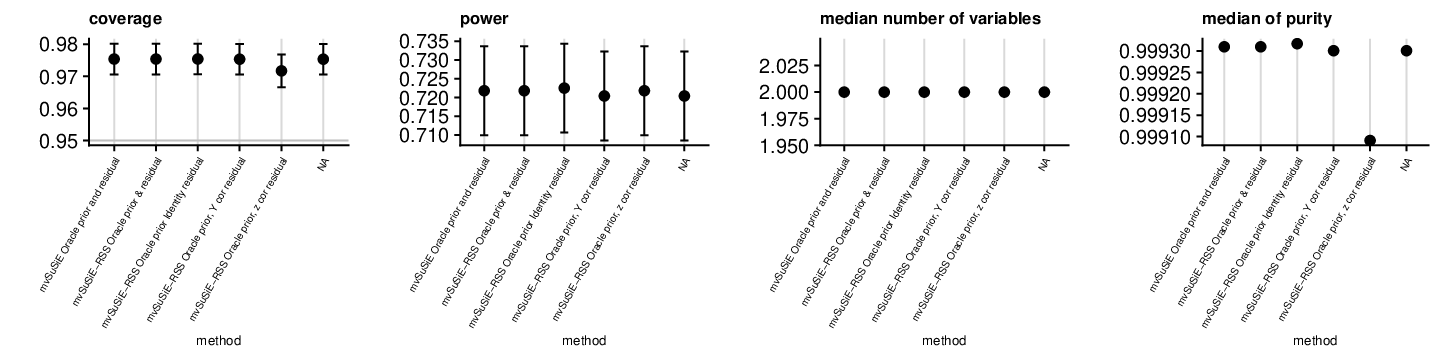 coverage
0.98
0.97
0.96
0.95
mvSuSiE Oracle prior and residual
mvSuSiE−RSS Oracle prior & residual
mvSuSiE−RSS Oracle prior Identity residual
mvSuSiE−RSS Oracle prior, Y cor residual
mvSuSiE−RSS Oracle prior, z cor residual
NA
method
power
0.735
0.730
0.725
0.720
0.715
0.710
mvSuSiE Oracle prior and residual
mvSuSiE−RSS Oracle prior & residual
mvSuSiE−RSS Oracle prior Identity residual
mvSuSiE−RSS Oracle prior, Y cor residual
mvSuSiE−RSS Oracle prior, z cor residual
NA
method
median number of variables
2.025
2.000
1.975
1.950
mvSuSiE Oracle prior and residual
mvSuSiE−RSS Oracle prior & residual
mvSuSiE−RSS Oracle prior Identity residual
mvSuSiE−RSS Oracle prior, Y cor residual
mvSuSiE−RSS Oracle prior, z cor residual
NA
method
median of purity
0.99930
0.99925
0.99920
0.99915
0.99910
mvSuSiE Oracle prior and residual
mvSuSiE−RSS Oracle prior & residual
mvSuSiE−RSS Oracle prior Identity residual
mvSuSiE−RSS Oracle prior, Y cor residual
mvSuSiE−RSS Oracle prior, z cor residual
NA
method